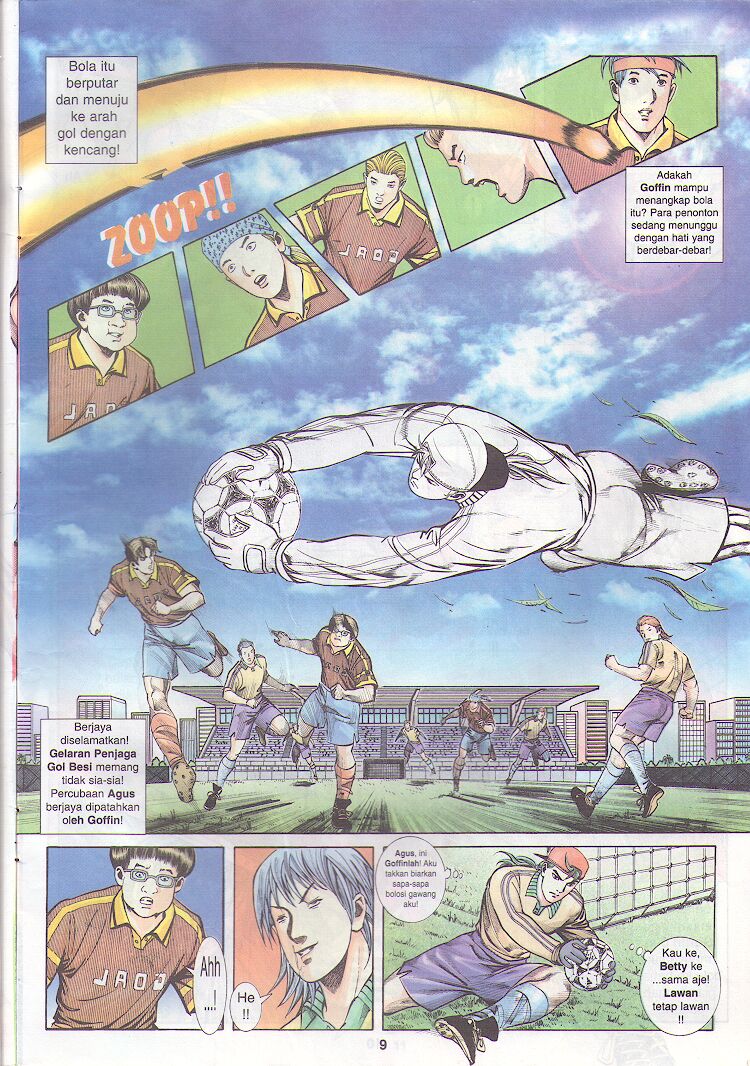 Bola itu
berputar
dan menuju
ke arah
gol dengan
kencang!
ZOOP!!
Adakah
Goffin mampu
menangkap bola
itu? Para penonton
sedang menunggu
dengan hati yang
berdebar-debar!
JAOP
JAOP
Berjaya
diselamatkan!
Gelaran Penjaga
Gol Besi memang
tidak sia-sia!
Percubaan Agus
berjaya dipatahkan
oleh Goffin!
JAOP
Ahh
...!
He
!!
Agus, ini
Goffinlah! Aku
takkan biarkan
sapa-sapa
bolosi gawang
aku!
Kau ke,
Betty ke
...sama aje!
Lawan
tetap lawan
!!
9